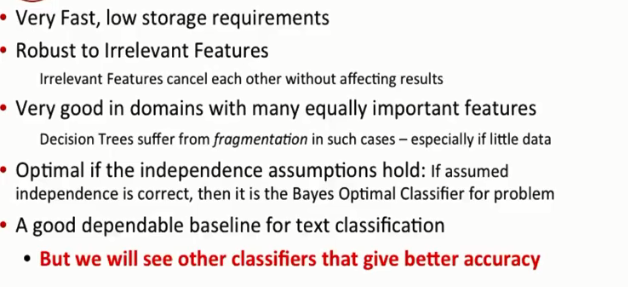 • Very Fast, low storage requirements
• Robust to Irrelevant Features
Irrelevant Features cancel each other without affecting results
• Very good in domains with many equally important features
Decision Trees suffer from fragmentation in such cases – especially if little data
• Optimal if the independence assumptions hold: If assumed
independence is correct, then it is the Bayes Optimal Classifier for problem
• A good dependable baseline for text classification
• But we will see other classifiers that give better accuracy